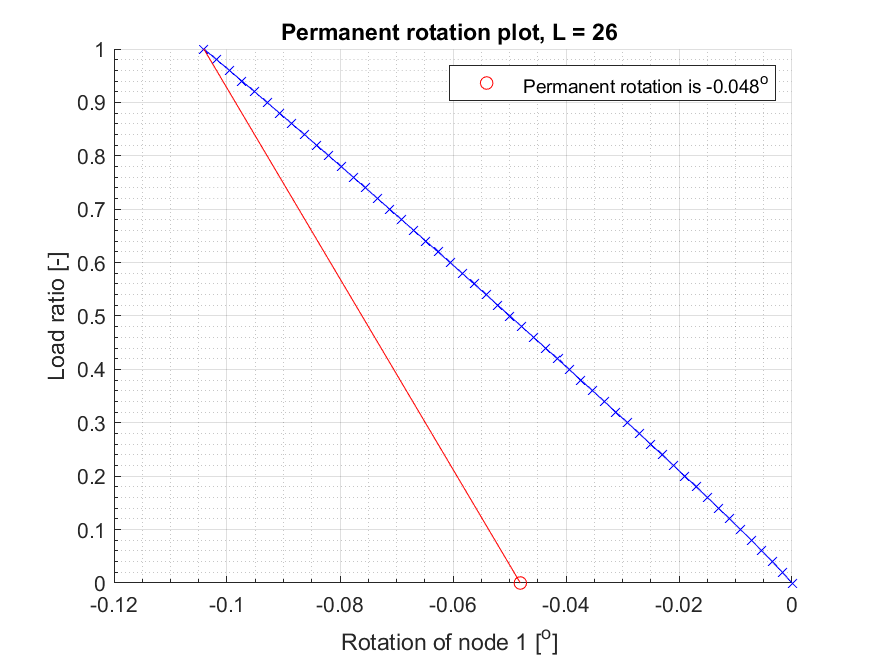 Permanent rotation plot, L = 26
Permanent rotation is -0.048°
Load ratio [-]
1
0.9
0.8
0.7
0.6
0.5
0.4
0.3
0.2
0.1
0
-0.12 -0.1 -0.08 -0.06 -0.04 -0.02 0
Rotation of node 1 [°]